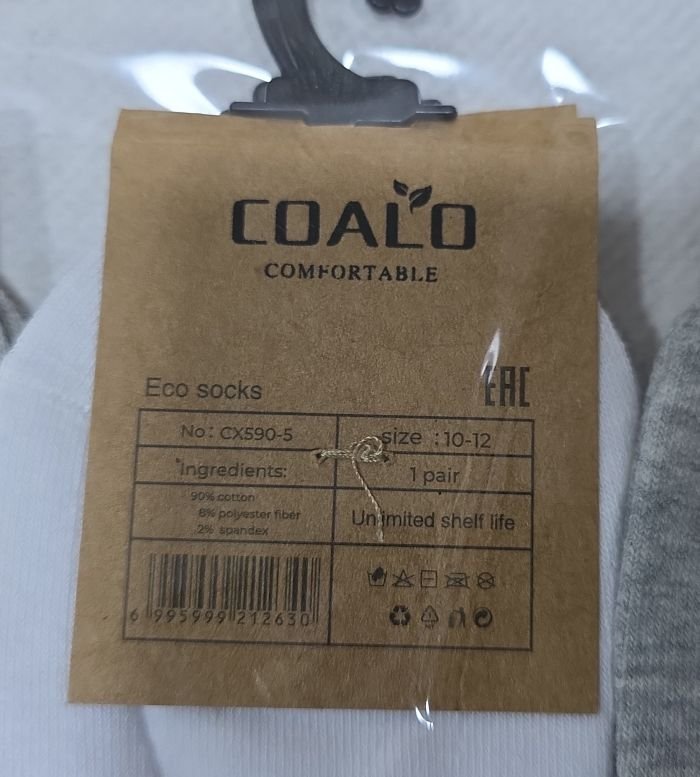 COALO
COMFORTABLE
Eco socks
EAC
No: CX590-5
size :10-12
Ingredients:
1 pair
90% cotton
8% polyester fiber
2% spandex
Unlimited shelf life
6 995999 212630